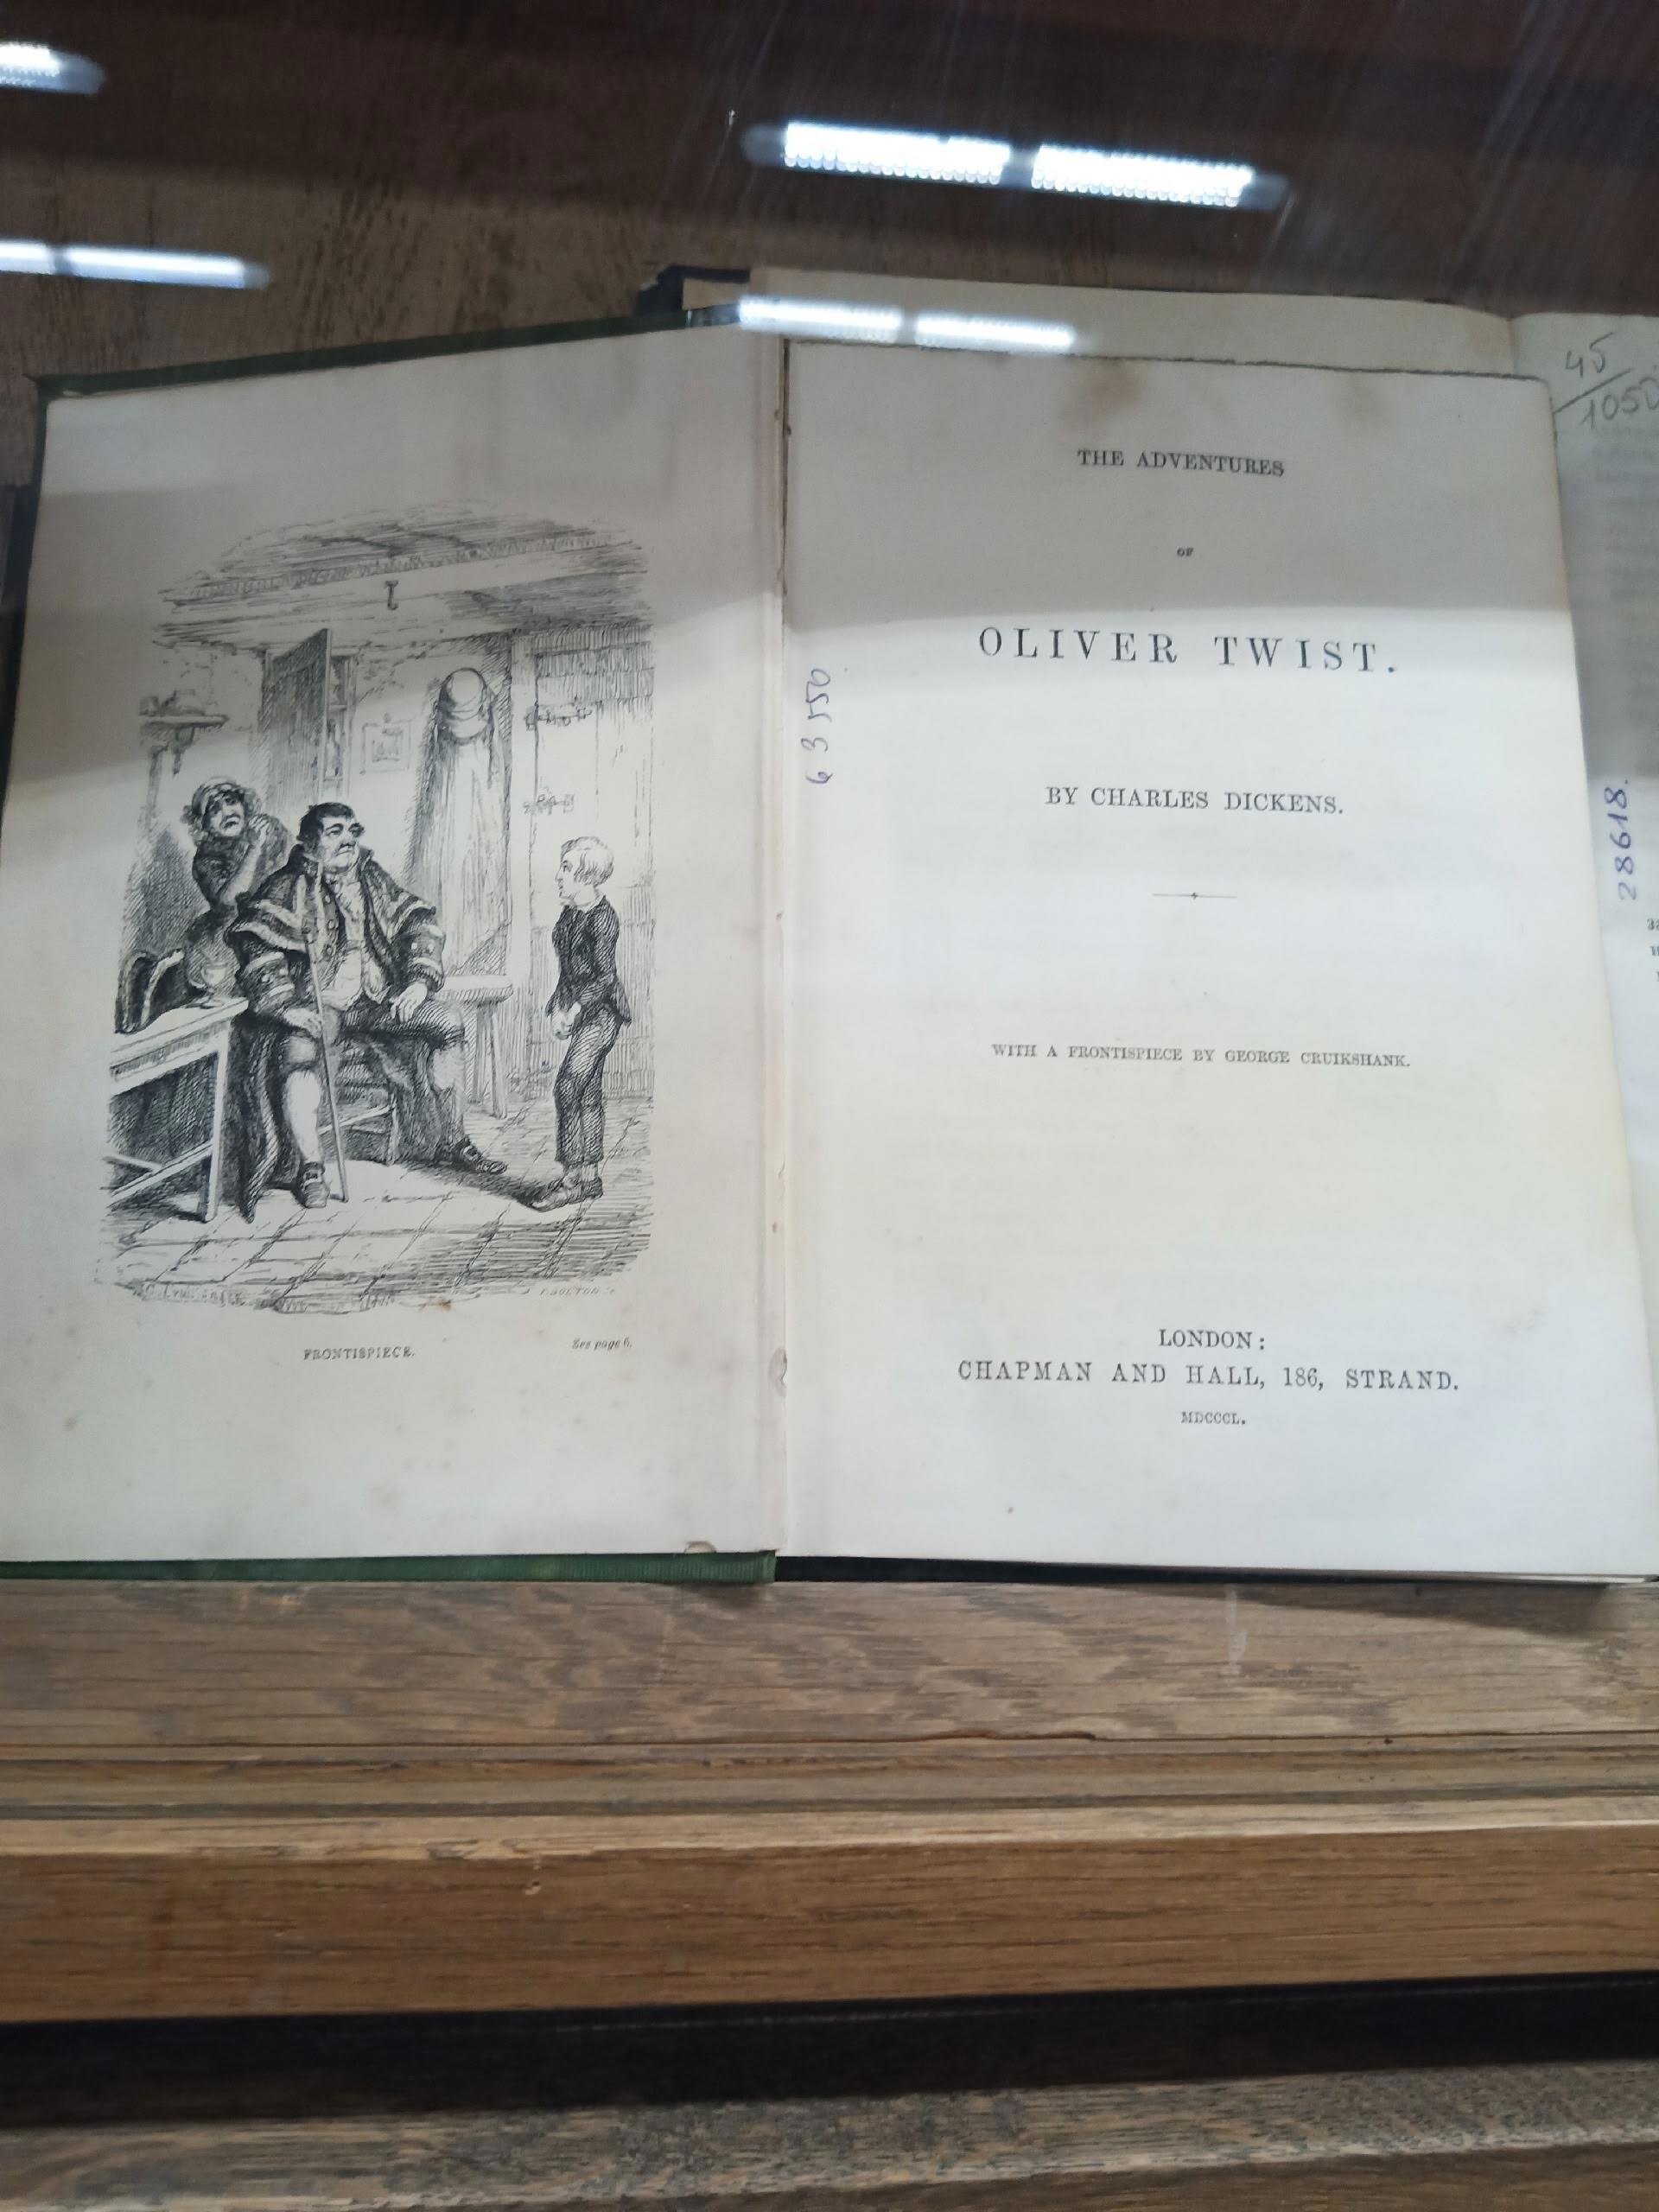 FRONTISPIECE.
See page 6.
63550
THE ADVENTURES
OF
OLIVER TWIST.
BY CHARLES DICKENS.
WITH A FRONTISPIECE BY GEORGE CRUIKSHANK.
LONDON:
CHAPMAN AND HALL, 186, STRAND.
MDCCCL.
45
1050
28618.